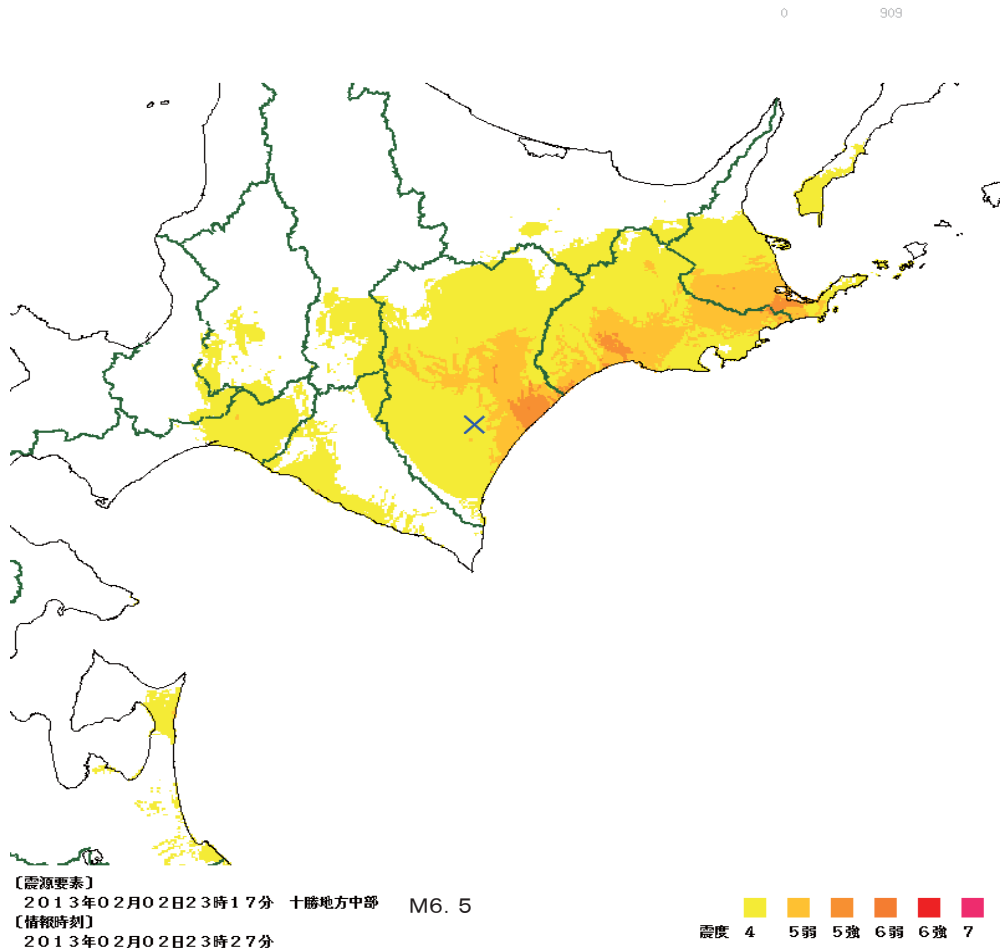 0 909
〔震源要素〕
2013年02月02日23時17分 十勝地方中部 M6.5
〔情報時刻〕
2013年02月02日23時27分
震度 4 5弱 5強 6弱 6強 7